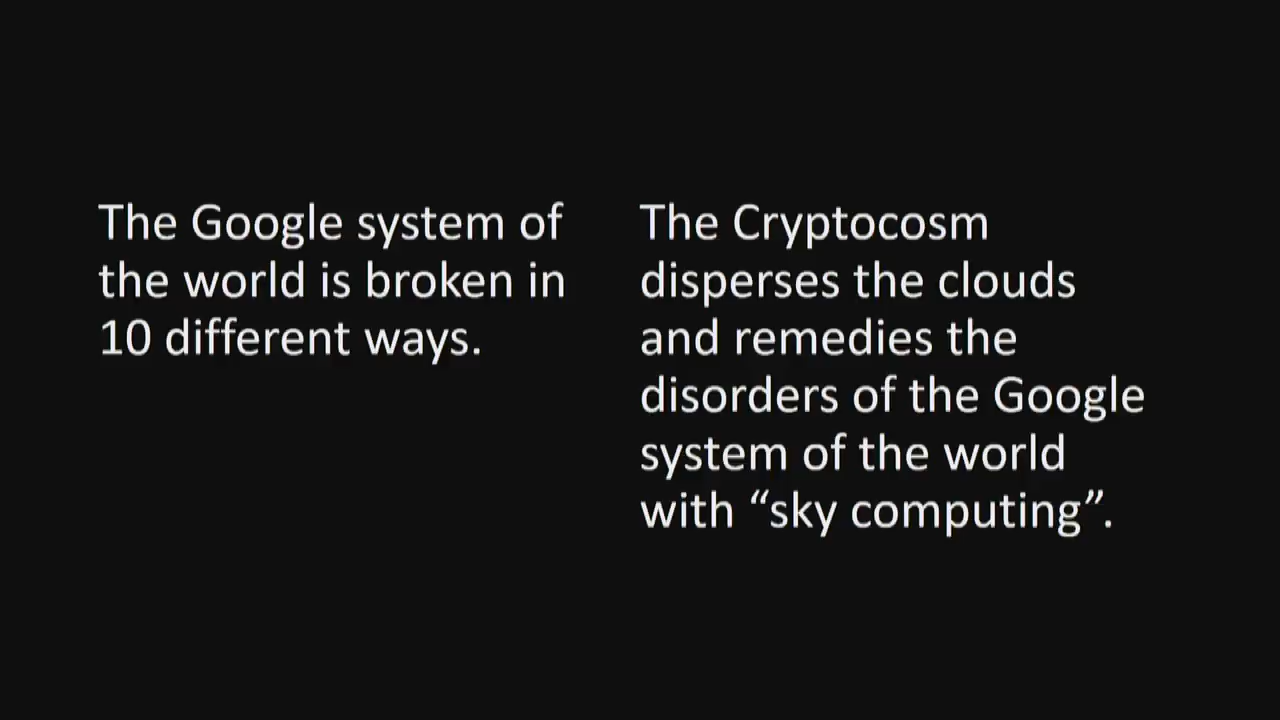 The Google system of
the world is broken in
10 different ways.
The Cryptocosm
disperses the clouds
and remedies the
disorders of the Google
system of the world
with “sky computing”.